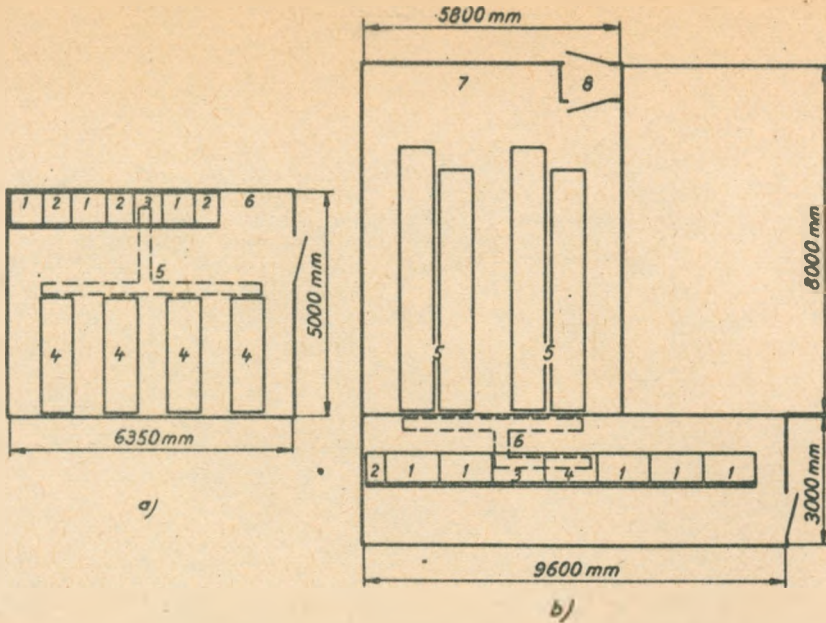 5800 mm
7 8
1 2 1 2 3 1 2 6
5
4 4 4 4
5000 mm
6350 mm
a)
5 5
8000 mm
6
2 1 1 3 4 1 1 1
3000 mm
9600 mm
b)